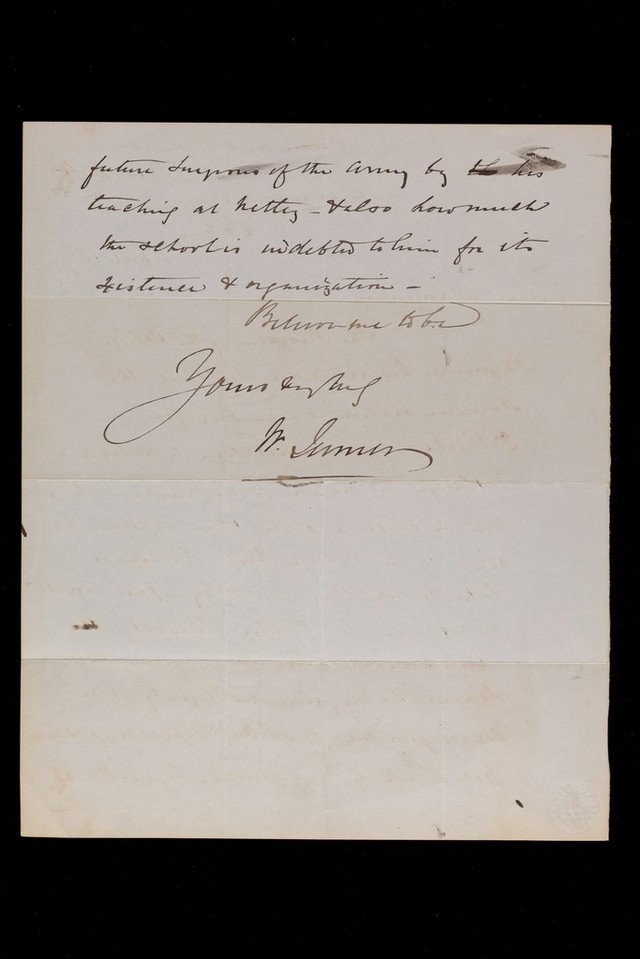 future Surgeons of the Army by his
teaching at Netley - & also how much
the school is indebted to him for its
existence & organization -
Believe me to be
Yours very truly
W.